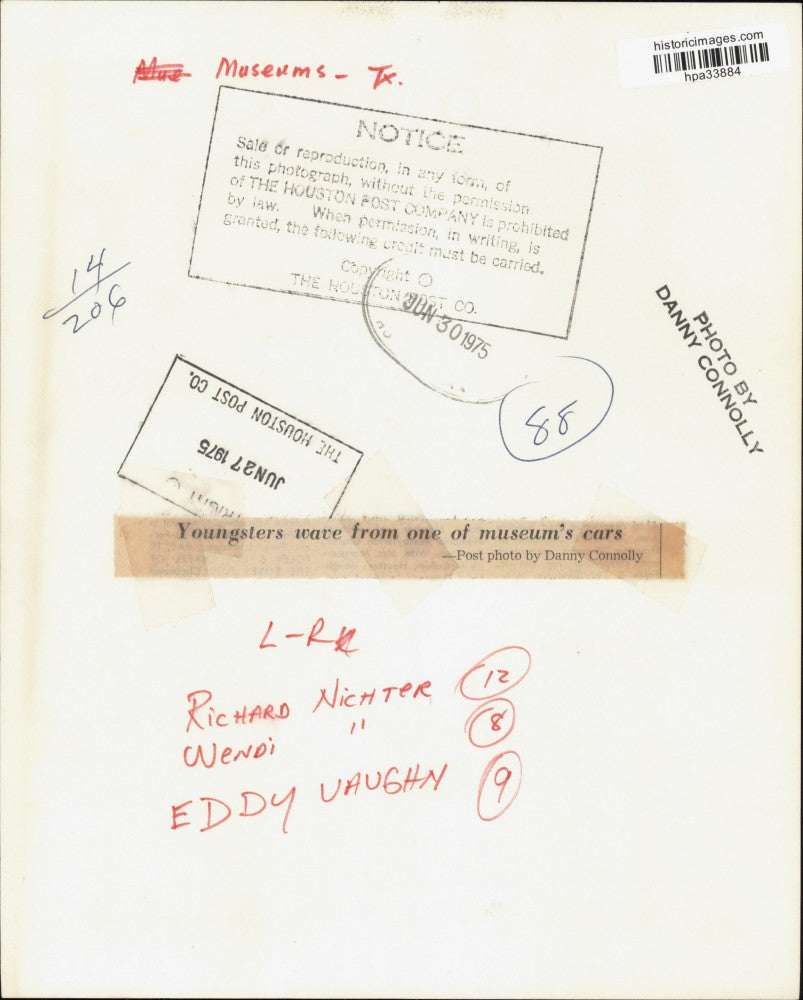 historicimages.com
hpa33884
Museums - Tx.
NOTICE
Sale or reproduction, in any form, of
this photograph, without the permission
of THE HOUSTON POST COMPANY is prohibited
by law. When permission, in writing, is
granted, the following credit must be carried.
Copyright ©
THE HOUSTON POST CO.
JUN 30 1975
14/206
PHOTO BY
DANNY CONNOLLY
88
THE HOUSTON POST CO.
JUN 27 1975
Youngsters wave from one of museum's cars
—Post photo by Danny Connolly
L-R
RICHARD NICHTER 12
WENDI " 8
EDDY VAUGHN 9